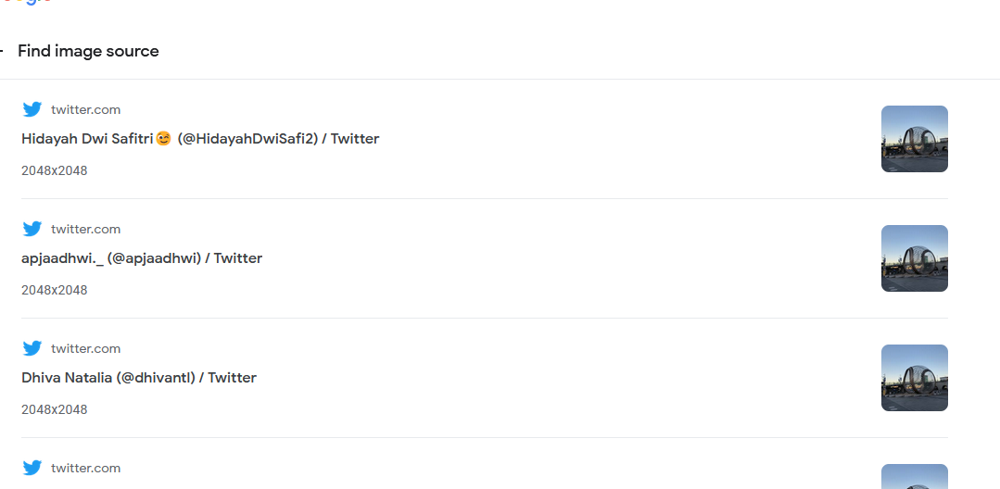 Find image source
twitter.com
Hidayah Dwi Safitri😉 (@HidayahDwiSafi2) / Twitter
2048x2048
twitter.com
apjaadhwi._ (@apjaadhwi) / Twitter
2048x2048
twitter.com
Dhiva Natalia (@dhivantl) / Twitter
2048x2048
twitter.com